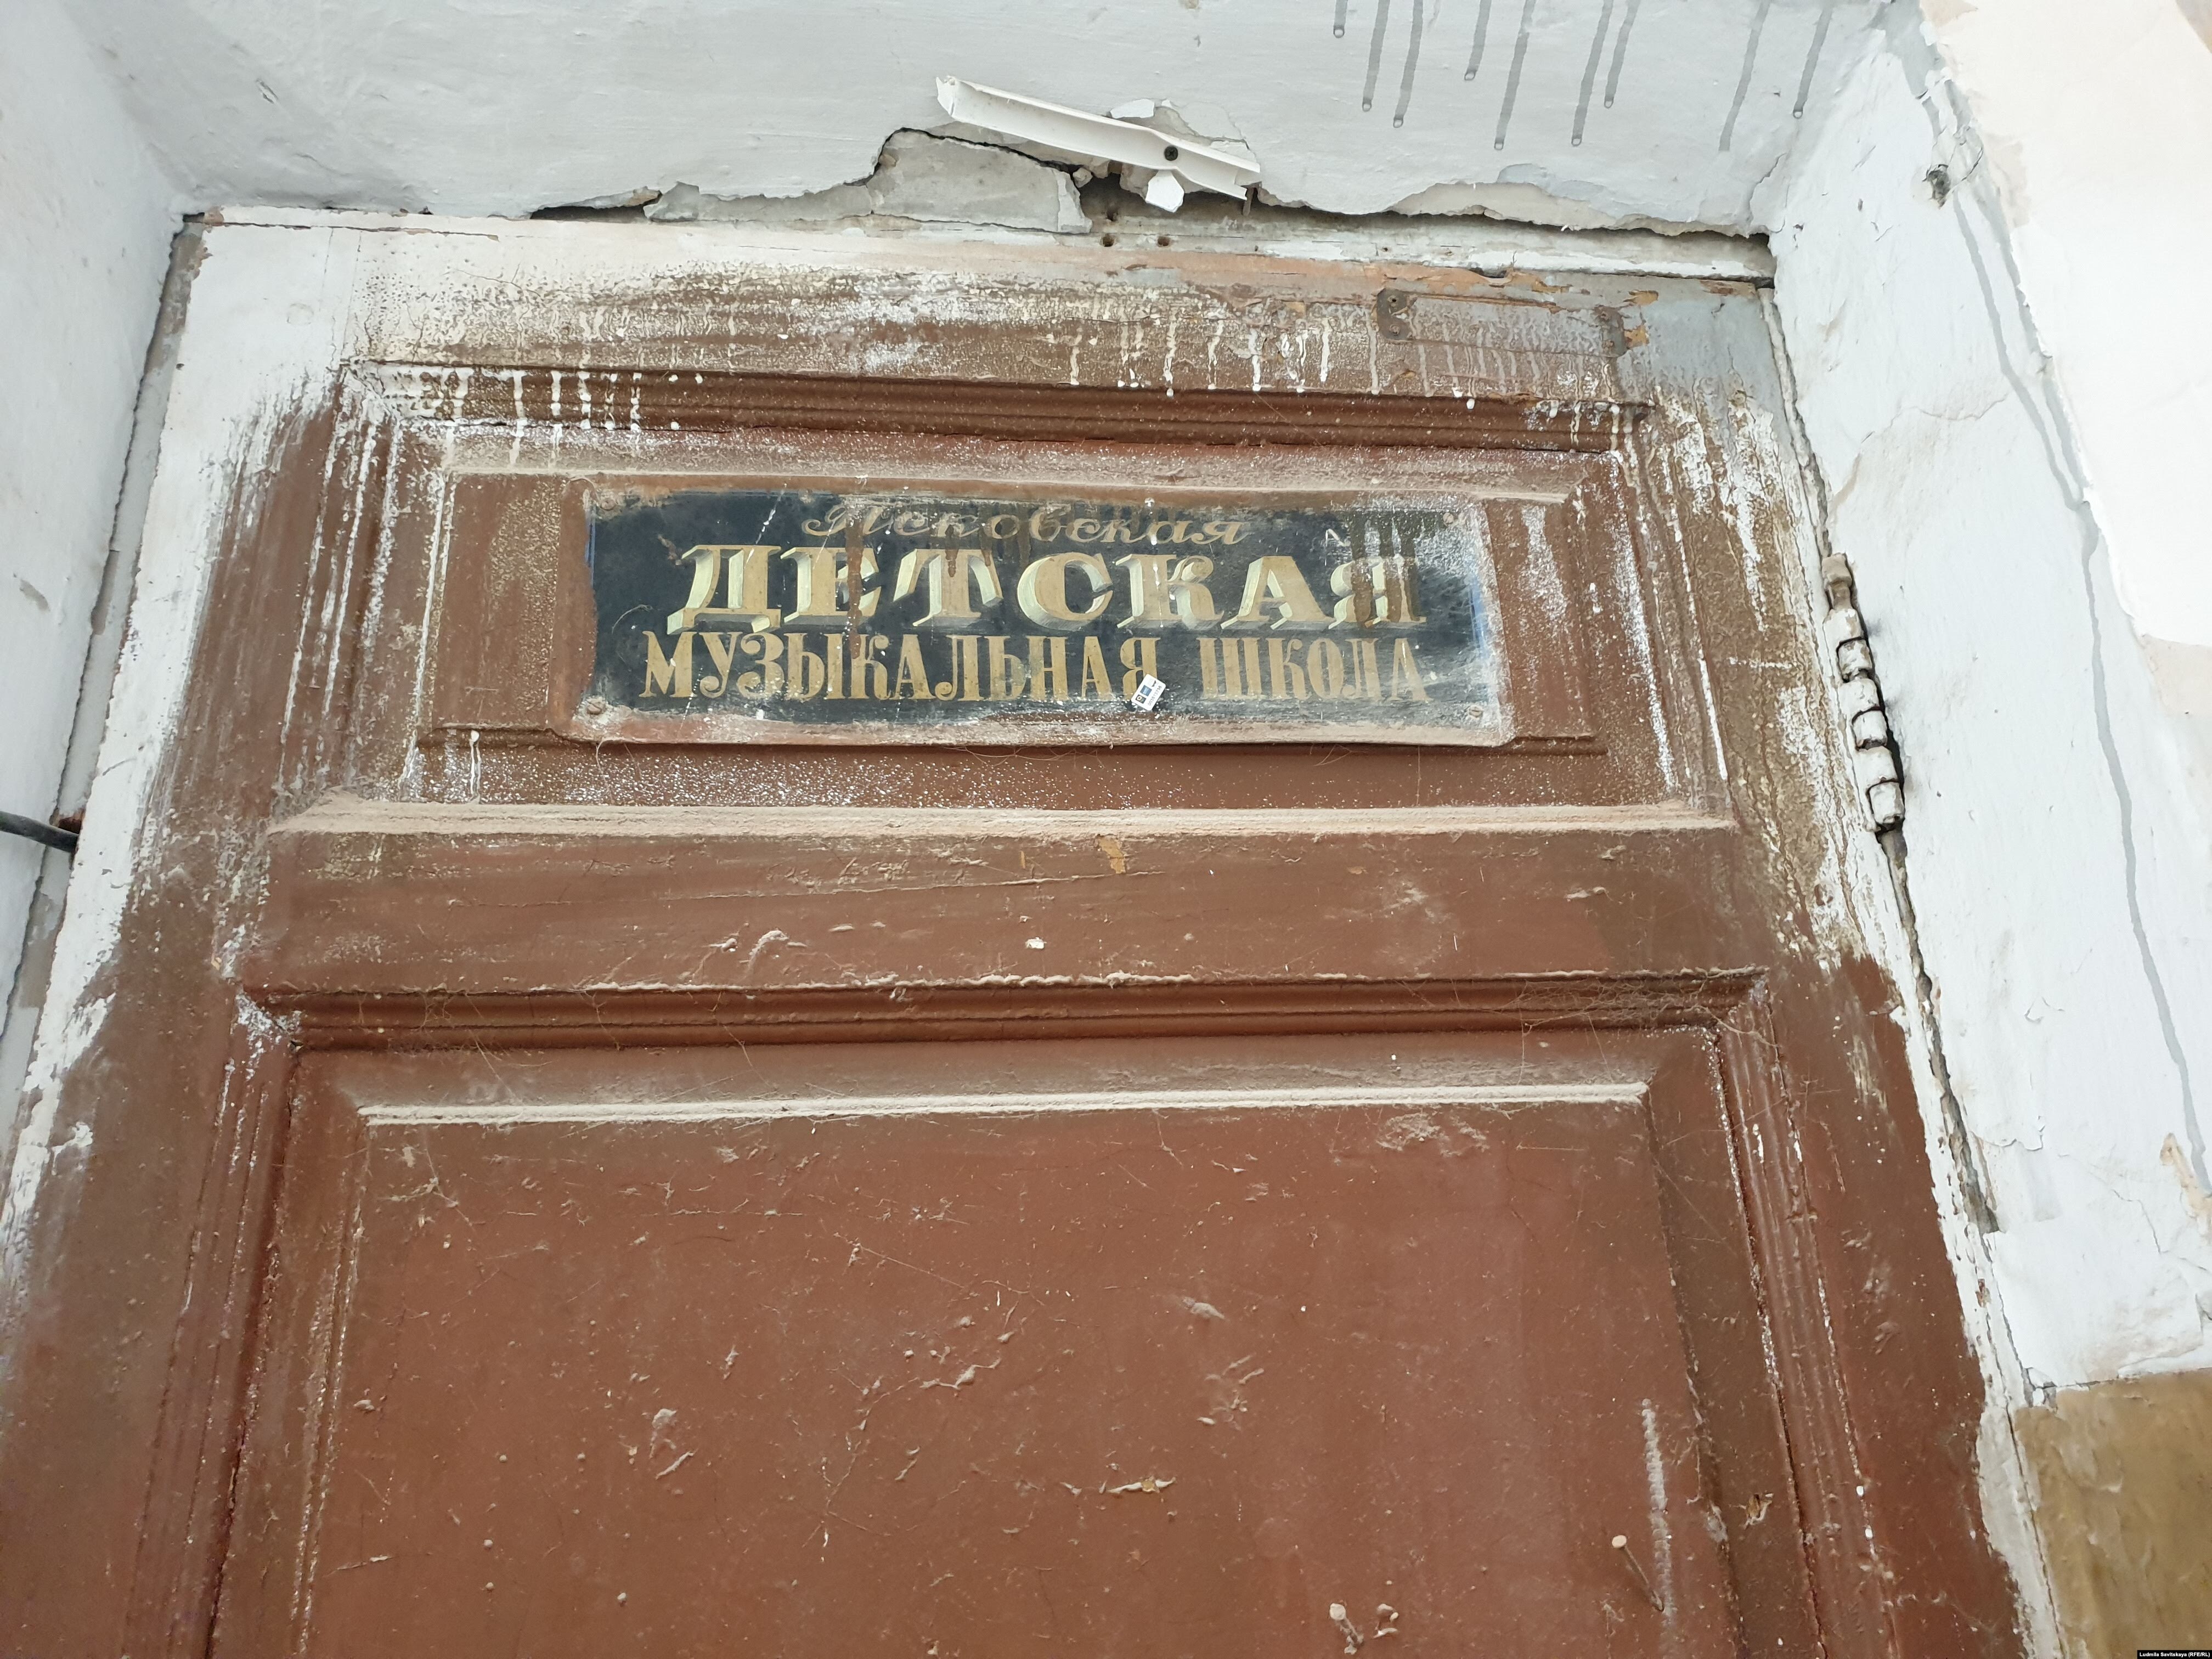 Псковская
ДЕТСКАЯ
МУЗЫКАЛЬНАЯ ШКОЛА
Ludmila Savitskaya (RFE/RL)